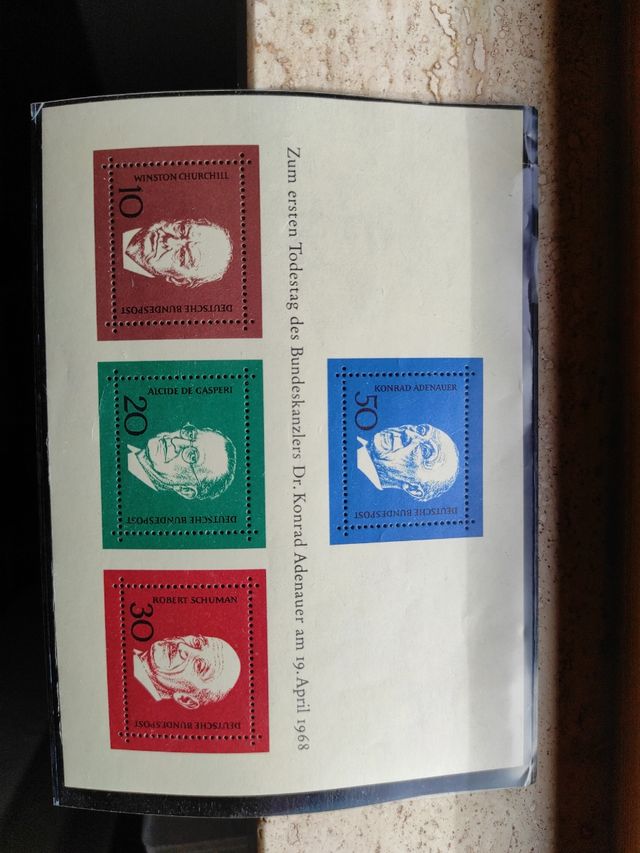 KONRAD ADENAUER
50
DEUTSCHE BUNDESPOST
Zum ersten Todestag des Bundeskanzlers Dr. Konrad Adenauer am 19. April 1968
WINSTON CHURCHILL
10
DEUTSCHE BUNDESPOST
ALCIDE DE GASPERI
20
DEUTSCHE BUNDESPOST
ROBERT SCHUMAN
30
DEUTSCHE BUNDESPOST